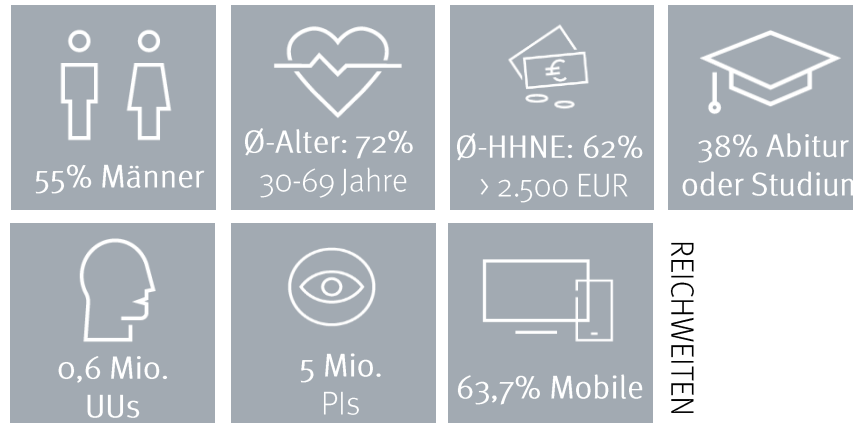 55% Männer
Ø-Alter: 72%
30-69 Jahre
Ø-HHNE: 62%
> 2.500 EUR
38% Abitur
oder Studium
0,6 Mio.
UUs
5 Mio.
PIs
63,7% Mobile
REICHWEITEN